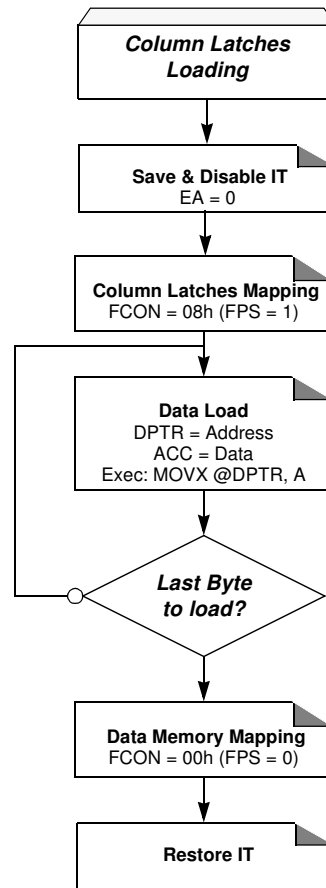 Column Latches
Loading
Save & Disable IT
EA = 0
Column Latches Mapping
FCON = 08h (FPS = 1)
Data Load
DPTR = Address
ACC = Data
Exec: MOVX @DPTR, A
Last Byte
to load?
Data Memory Mapping
FCON = 00h (FPS = 0)
Restore IT